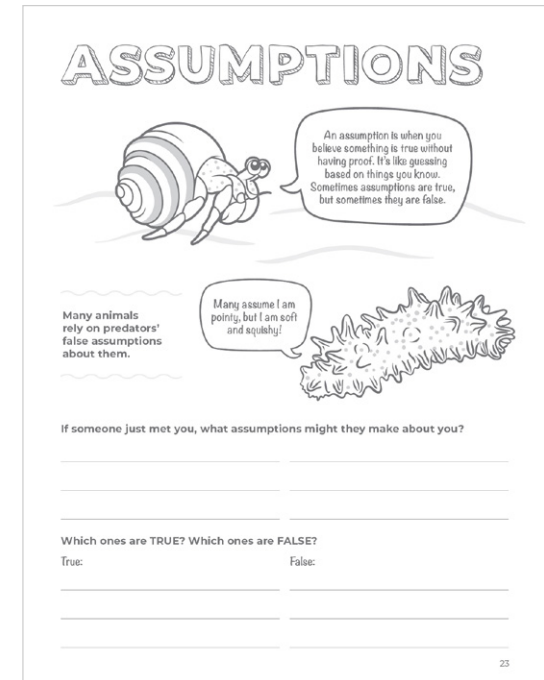 ASSUMPTIONS
An assumption is when you
believe something is true without
having proof. It's like guessing
based on things you know.
Sometimes assumptions are true,
but sometimes they are false.
Many animals
rely on predators'
false assumptions
about them.
Many assume I am
pointy, but I am soft
and squishy!
If someone just met you, what assumptions might they make about you?
Which ones are TRUE? Which ones are FALSE?
True:
False:
23